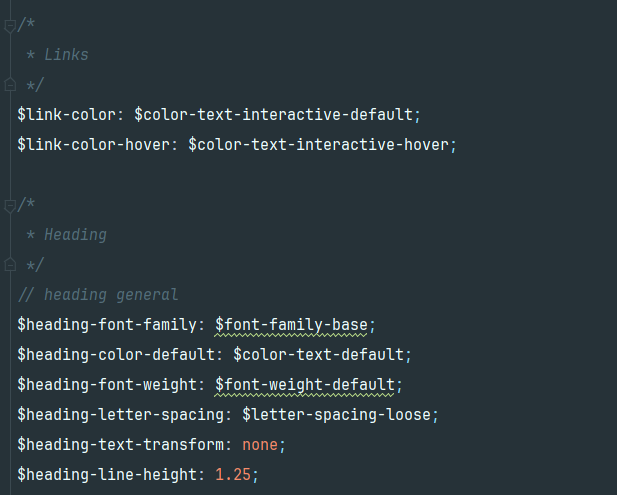 /*
 * Links
 */
$link-color: $color-text-interactive-default;
$link-color-hover: $color-text-interactive-hover;

/*
 * Heading
 */
// heading general
$heading-font-family: $font-family-base;
$heading-color-default: $color-text-default;
$heading-font-weight: $font-weight-default;
$heading-letter-spacing: $letter-spacing-loose;
$heading-text-transform: none;
$heading-line-height: 1.25;